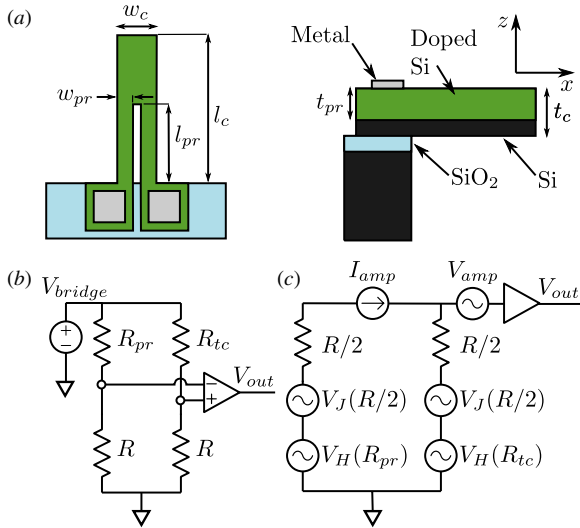 (a)
w_c
w_pr
l_pr
l_c
Metal
Doped
Si
z
x
t_pr
t_c
SiO₂
Si
(b)
V_bridge
R_pr
R_tc
V_out
R
R
(c)
I_amp
V_amp
V_out
R/2
R/2
V_J(R/2)
V_J(R/2)
V_H(R_pr)
V_H(R_tc)